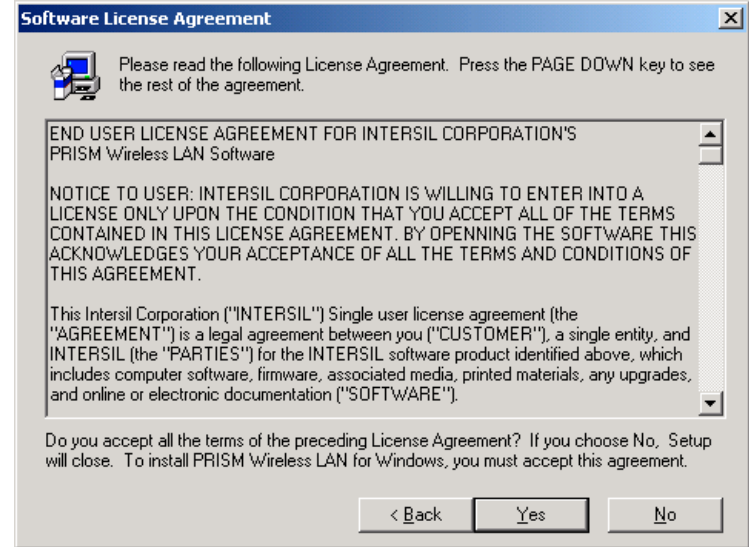 Software License Agreement
Please read the following License Agreement. Press the PAGE DOWN key to see
the rest of the agreement.
END USER LICENSE AGREEMENT FOR INTERSIL CORPORATION'S
PRISM Wireless LAN Software
NOTICE TO USER: INTERSIL CORPORATION IS WILLING TO ENTER INTO A
LICENSE ONLY UPON THE CONDITION THAT YOU ACCEPT ALL OF THE TERMS
CONTAINED IN THIS LICENSE AGREEMENT. BY OPENNING THE SOFTWARE THIS
ACKNOWLEDGES YOUR ACCEPTANCE OF ALL THE TERMS AND CONDITIONS OF
THIS AGREEMENT.
This Intersil Corporation ("INTERSIL") Single user license agreement (the
"AGREEMENT") is a legal agreement between you ("CUSTOMER"), a single entity, and
INTERSIL (the "PARTIES") for the INTERSIL software product identified above, which
includes computer software, firmware, associated media, printed materials, any upgrades,
and online or electronic documentation ("SOFTWARE").
Do you accept all the terms of the preceding License Agreement? If you choose No, Setup
will close. To install PRISM Wireless LAN for Windows, you must accept this agreement.
< Back
Yes
No